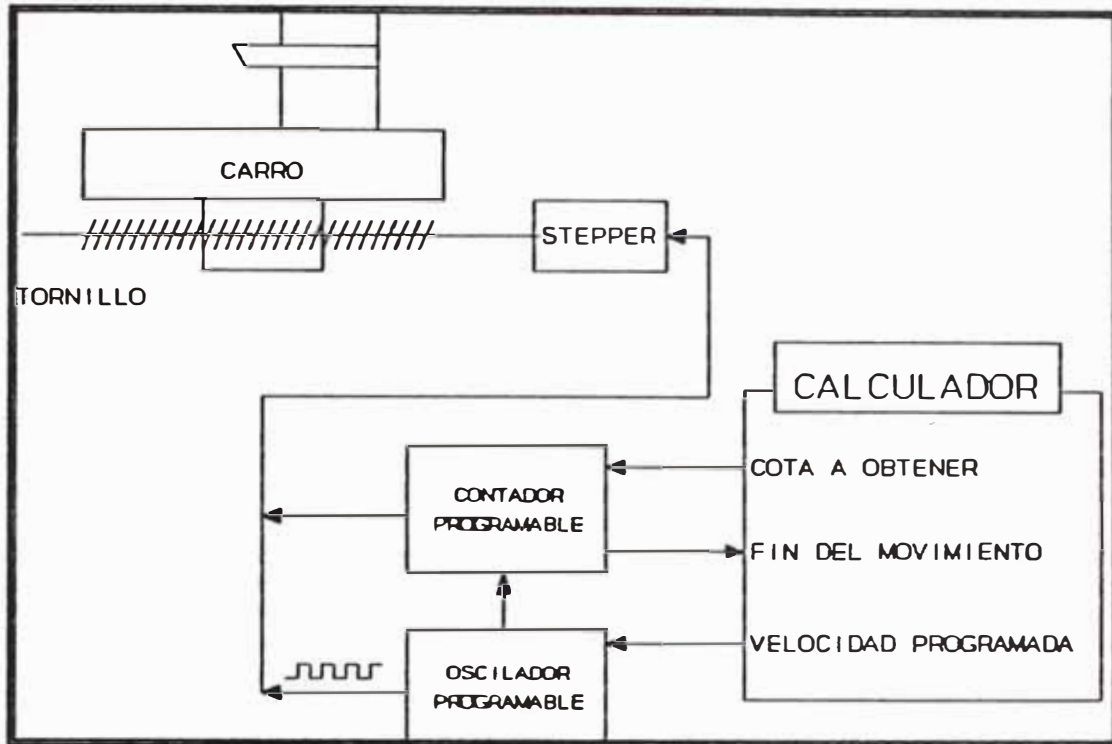 CARRO
STEPPER
TORNILLO
CALCULADOR
COTA A OBTENER
CONTADOR
PROGRAMABLE
FIN DEL MOVIMIENTO
VELOCIDAD PROGRAMADA
OSCILADOR
PROGRAMABLE